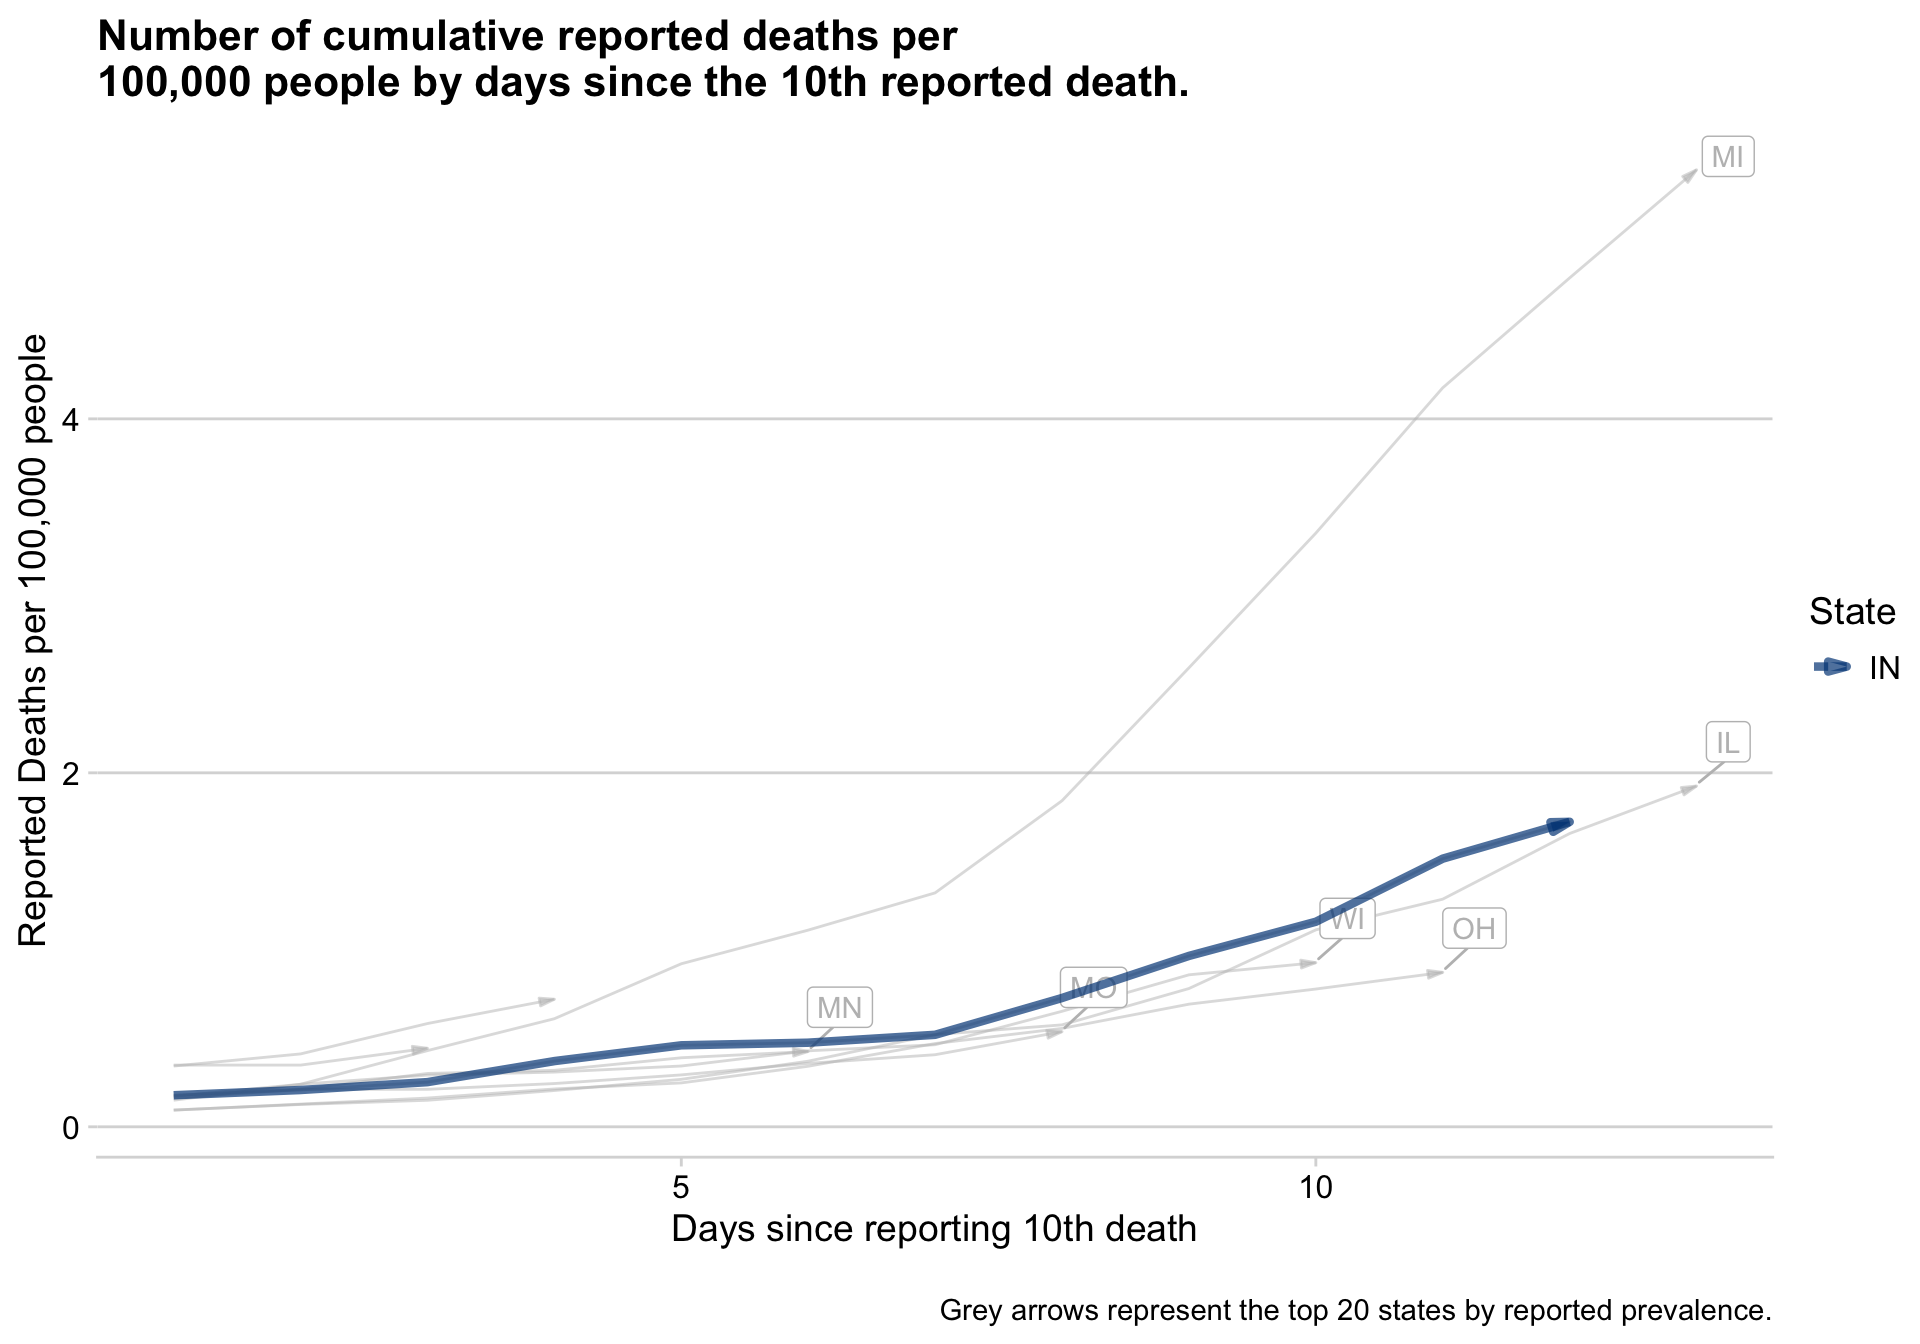 Number of cumulative reported deaths per
100,000 people by days since the 10th reported death.
Reported Deaths per 100,000 people
4
2
0
MI
IL
WI
OH
MO
MN
State
IN
5
10
Days since reporting 10th death
Grey arrows represent the top 20 states by reported prevalence.